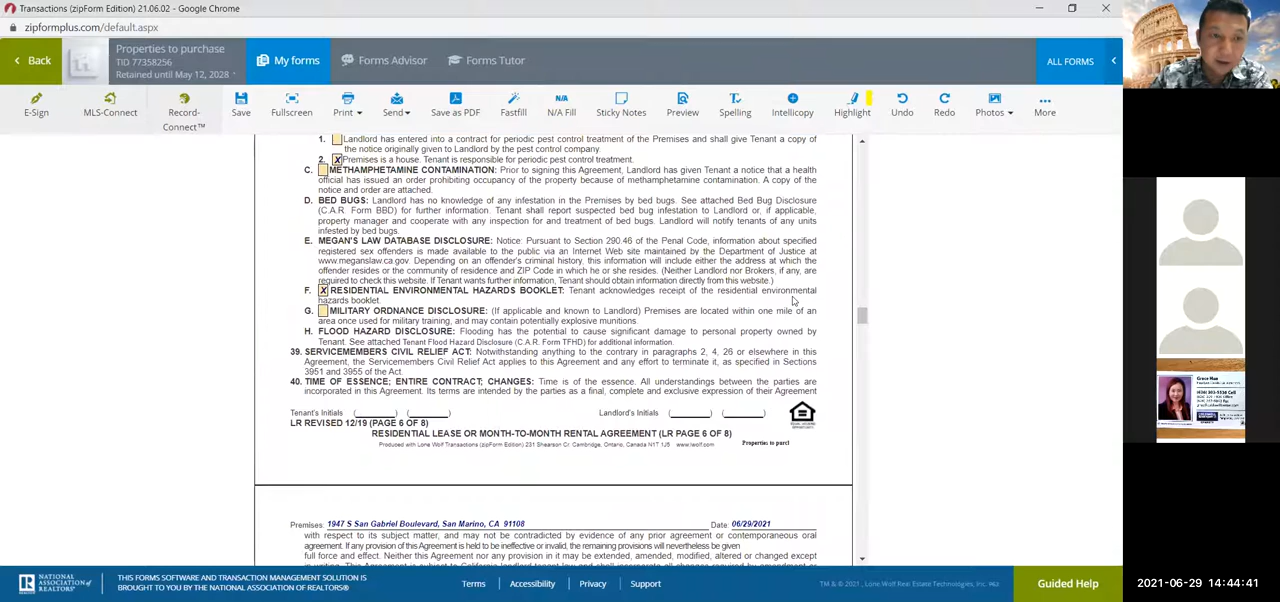 Transactions (zipForm Edition) 21.06.02 - Google Chrome
zipformplus.com/default.aspx
Back
Properties to purchase
TID 77358256
Retained until May 12, 2028
My forms
Forms Advisor
Forms Tutor
ALL FORMS
E-Sign
MLS-Connect
Record-Connect™
Save
Fullscreen
Print
Send
Save as PDF
Fastfill
N/A
N/A Fill
Sticky Notes
Preview
Spelling
Intellicopy
Highlight
Undo
Redo
Photos
More
1. Landlord has entered into a contract for periodic pest control treatment of the Premises and shall give Tenant a copy of
the notice originally given to Landlord by the pest control company.
2. X Premises is a house. Tenant is responsible for periodic pest control treatment.
C. METHAMPHETAMINE CONTAMINATION: Prior to signing this Agreement, Landlord has given Tenant a notice that a health
official has issued an order prohibiting occupancy of the property because of methamphetamine contamination. A copy of the
notice and order are attached.
D. BED BUGS: Landlord has no knowledge of any infestation in the Premises by bed bugs. See attached Bed Bug Disclosure
(C.A.R. Form BBD) for further information. Tenant shall report suspected bed bug infestation to Landlord or, if applicable,
property manager and cooperate with any inspection for and treatment of bed bugs. Landlord will notify tenants of any units
infested by bed bugs.
E. MEGAN'S LAW DATABASE DISCLOSURE: Notice: Pursuant to Section 290.46 of the Penal Code, information about specified
registered sex offenders is made available to the public via an Internet Web site maintained by the Department of Justice at
www.meganslaw.ca.gov. Depending on an offender's criminal history, this information will include either the address at which the
offender resides or the community of residence and ZIP Code in which he or she resides. (Neither Landlord nor Brokers, if any, are
required to check this website. If Tenant wants further information, Tenant should obtain information directly from this website.)
F. X RESIDENTIAL ENVIRONMENTAL HAZARDS BOOKLET: Tenant acknowledges receipt of the residential environmental
hazards booklet.
G. MILITARY ORDNANCE DISCLOSURE: (If applicable and known to Landlord) Premises are located within one mile of an
area once used for military training, and may contain potentially explosive munitions.
H. FLOOD HAZARD DISCLOSURE: Flooding has the potential to cause significant damage to personal property owned by
Tenant. See attached Tenant Flood Hazard Disclosure (C.A.R. Form TFHD) for additional information.
39. SERVICEMEMBERS CIVIL RELIEF ACT: Notwithstanding anything to the contrary in paragraphs 2, 4, 26 or elsewhere in this
Agreement, the Servicemembers Civil Relief Act applies to this Agreement and any effort to terminate it, as specified in Sections
3951 and 3955 of the Act.
40. TIME OF ESSENCE; ENTIRE CONTRACT; CHANGES: Time is of the essence. All understandings between the parties are
incorporated in this Agreement. Its terms are intended by the parties as a final, complete and exclusive expression of their Agreement
Tenant's Initials (________) (________) Landlord's Initials (________) (________)
LR REVISED 12/19 (PAGE 6 OF 8)
RESIDENTIAL LEASE OR MONTH-TO-MONTH RENTAL AGREEMENT (LR PAGE 6 OF 8)
Produced with Lone Wolf Transactions (zipForm Edition) 231 Shearson Cr. Cambridge, Ontario, Canada N1T 1J5 www.lwolf.com
Properties to purcl
Premises: 1947 S San Gabriel Boulevard, San Marino, CA 91108 Date: 06/29/2021
with respect to its subject matter, and may not be contradicted by evidence of any prior agreement or contemporaneous oral
agreement. If any provision of this Agreement is held to be ineffective or invalid, the remaining provisions will nevertheless be given
full force and effect. Neither this Agreement nor any provision in it may be extended, amended, modified, altered or changed except
NATIONAL ASSOCIATION of REALTORS®
THIS FORMS SOFTWARE AND TRANSACTION MANAGEMENT SOLUTION IS
BROUGHT TO YOU BY THE NATIONAL ASSOCIATION OF REALTORS®
Terms
Accessibility
Privacy
Support
Guided Help
Grace Nan
2021-06-29 14:44:41